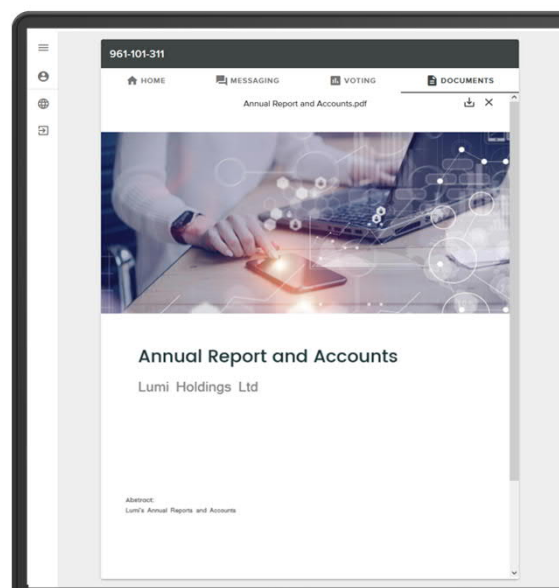 961-101-311
HOME MESSAGING VOTING DOCUMENTS
Annual Report and Accounts.pdf
Annual Report and Accounts
Lumi Holdings Ltd
Abstract:
Lumi's Annual Reports and Accounts